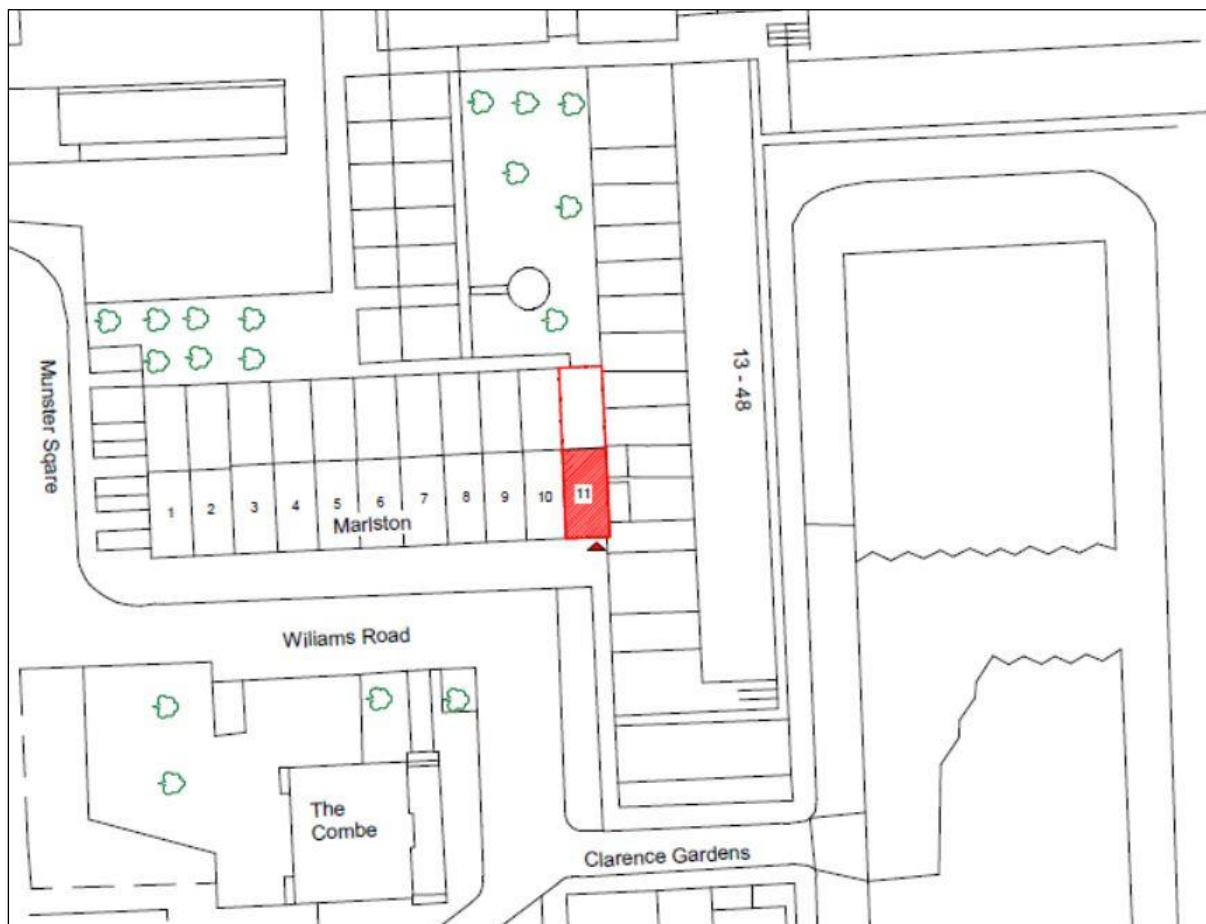 13 - 48
Munster Sqare
1
2
3
4
5
6
7
8
9
10
11
Marlston
Wiliams Road
The
Combe
Clarence Gardens